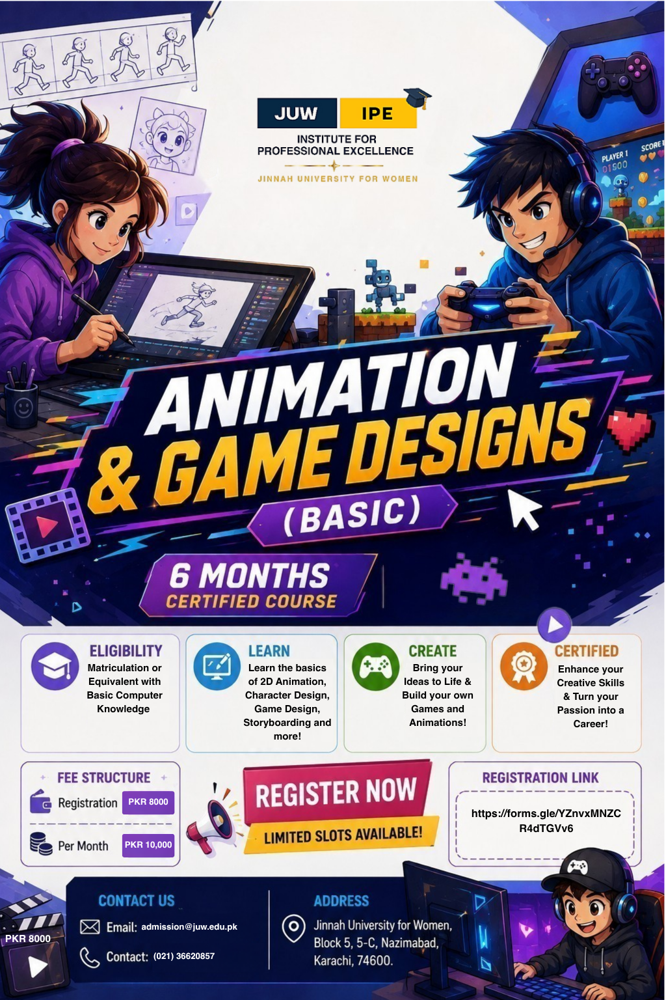 JUW IPE
INSTITUTE FOR
PROFESSIONAL EXCELLENCE
JINNAH UNIVERSITY FOR WOMEN
PLAYER 1
SCORE
01500
ANIMATION
& GAME DESIGNS
(BASIC)
6 MONTHS
CERTIFIED COURSE
ELIGIBILITY
Matriculation or
Equivalent with
Basic Computer
Knowledge
LEARN
Learn the basics
of 2D Animation,
Character Design,
Game Design,
Storyboarding and
more!
CREATE
Bring your
Ideas to Life &
Build your own
Games and
Animations!
CERTIFIED
Enhance your
Creative Skills
& Turn your
Passion into a
Career!
FEE STRUCTURE
Registration PKR 8000
Per Month PKR 10,000
REGISTER NOW
LIMITED SLOTS AVAILABLE!
REGISTRATION LINK
https://forms.gle/YZnvxMNZC
R4dTGVv6
CONTACT US
Email: admission@juw.edu.pk
Contact: (021) 36620857
ADDRESS
Jinnah University for Women,
Block 5, 5-C, Nazimabad,
Karachi, 74600.
PKR 8000